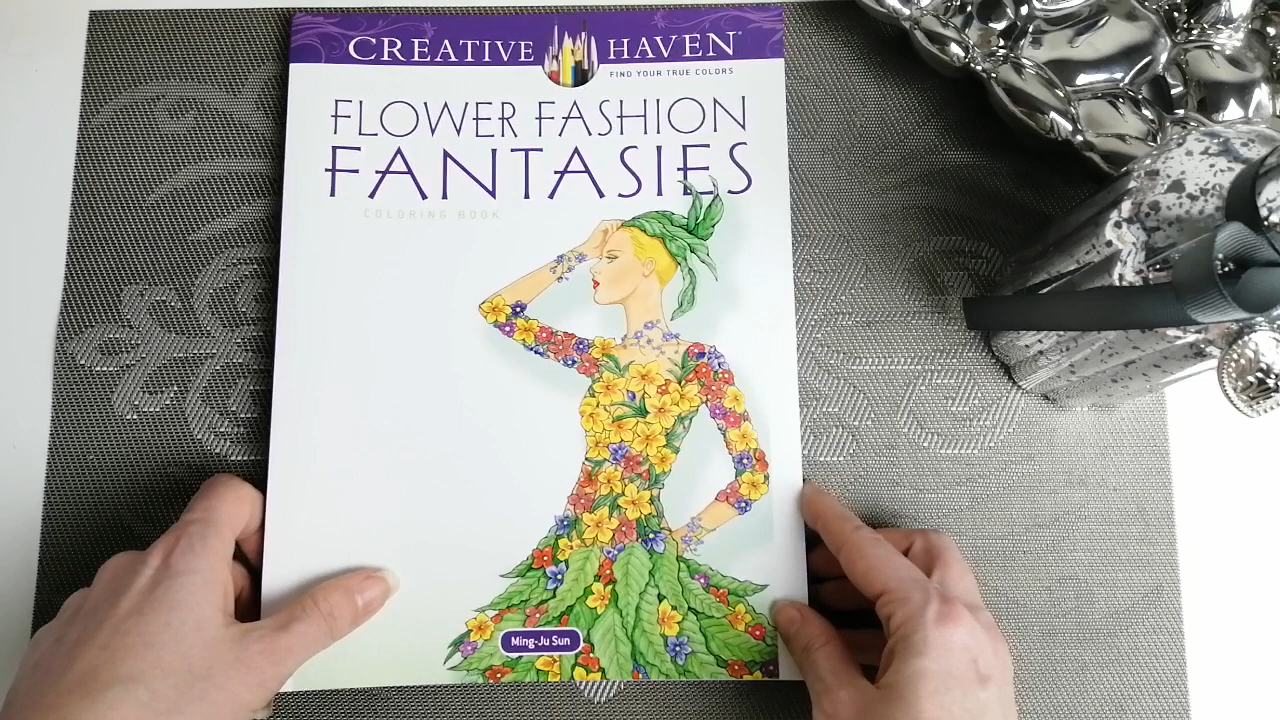 CREATIVE HAVEN®
FIND YOUR TRUE COLORS
FLOWER FASHION
FANTASIES
COLORING BOOK
Ming-Ju Sun